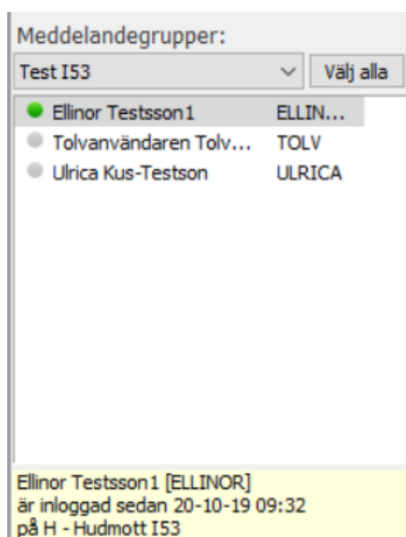 Meddelandegrupper:
Test I53 Välj alla
Ellinor Testsson1 ELLIN...
Tolvanvändaren Tolv... TOLV
Ulrica Kus-Testson ULRICA
Ellinor Testsson1 [ELLINOR]
är inloggad sedan 20-10-19 09:32
på H - Hudmott I53